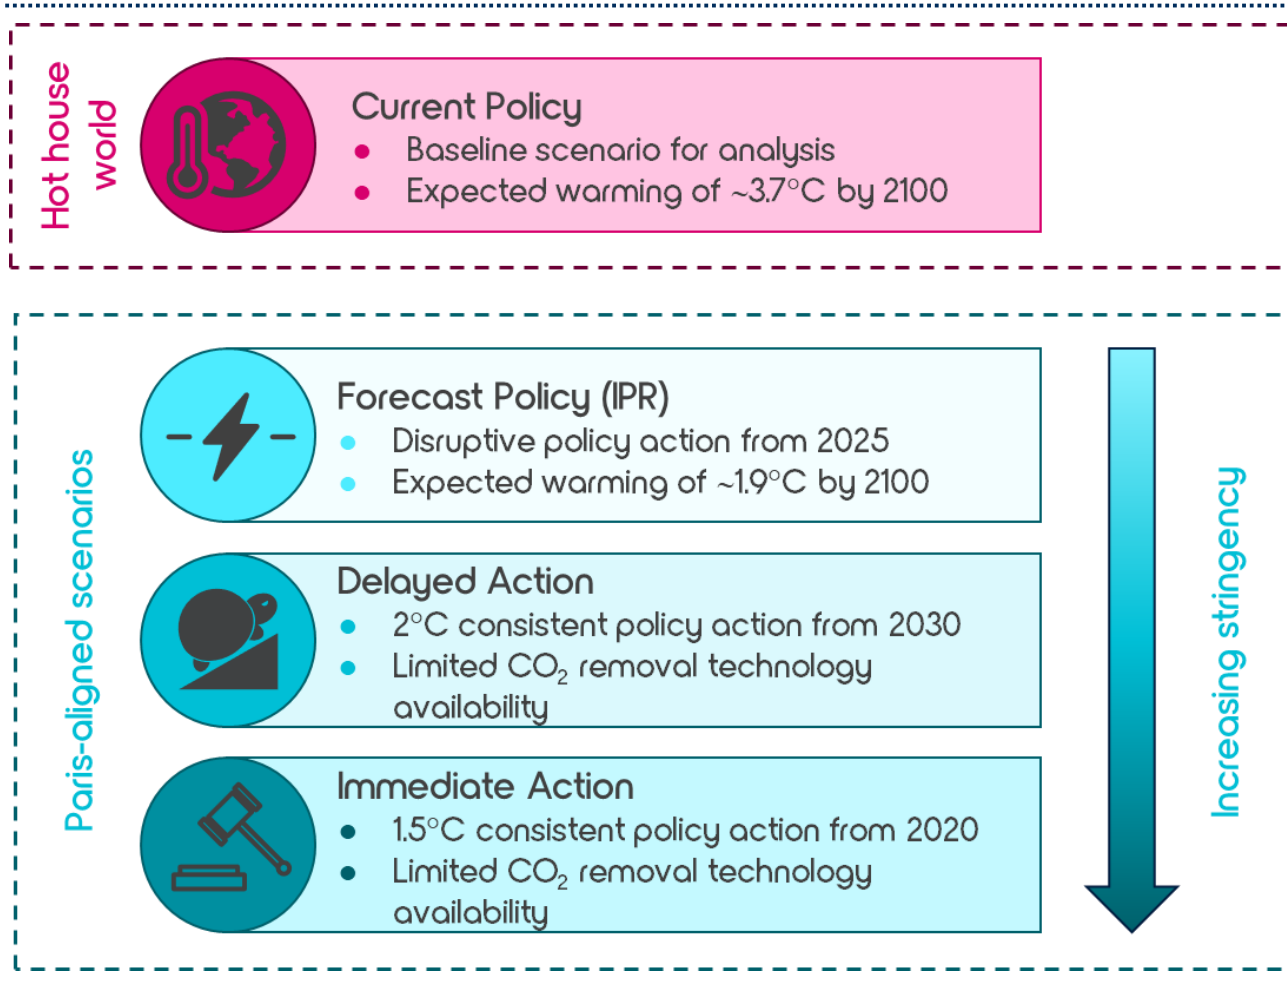 Hot house
world
Current Policy
• Baseline scenario for analysis
• Expected warming of ~3.7°C by 2100
Paris-aligned scenarios
Forecast Policy (IPR)
• Disruptive policy action from 2025
• Expected warming of ~1.9°C by 2100
Delayed Action
• 2°C consistent policy action from 2030
• Limited CO₂ removal technology
availability
Immediate Action
• 1.5°C consistent policy action from 2020
• Limited CO₂ removal technology
availability
Increasing stringency